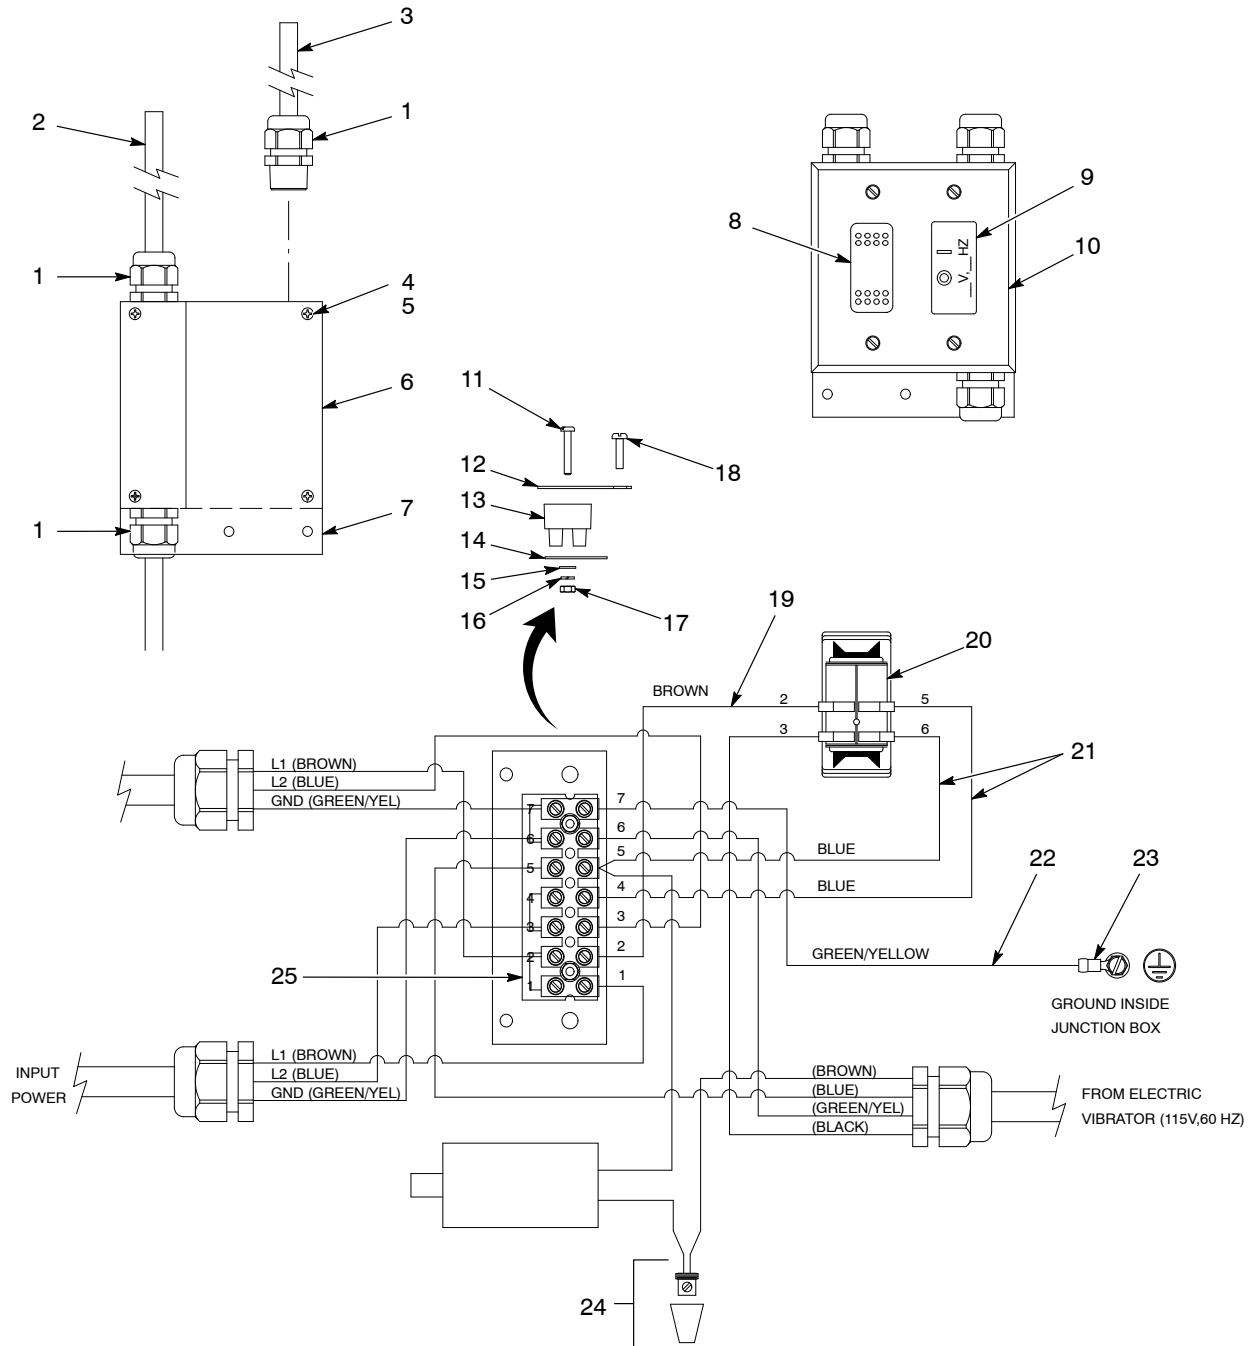 3
2
1
1
4
5
6
7
1
8
9
10
__V,__HZ
11
12
13
14
15
16
17
18
19
20
BROWN
2
5
3
6
21
L1 (BROWN)
L2 (BLUE)
GND (GREEN/YEL)
7
7
6
6
5
5
BLUE
4
4
BLUE
3
3
2
2
1
1
22
23
GREEN/YELLOW
25
GROUND INSIDE
JUNCTION BOX
INPUT
POWER
L1 (BROWN)
L2 (BLUE)
GND (GREEN/YEL)
(BROWN)
(BLUE)
(GREEN/YEL)
(BLACK)
FROM ELECTRIC
VIBRATOR (115V,60 HZ)
24